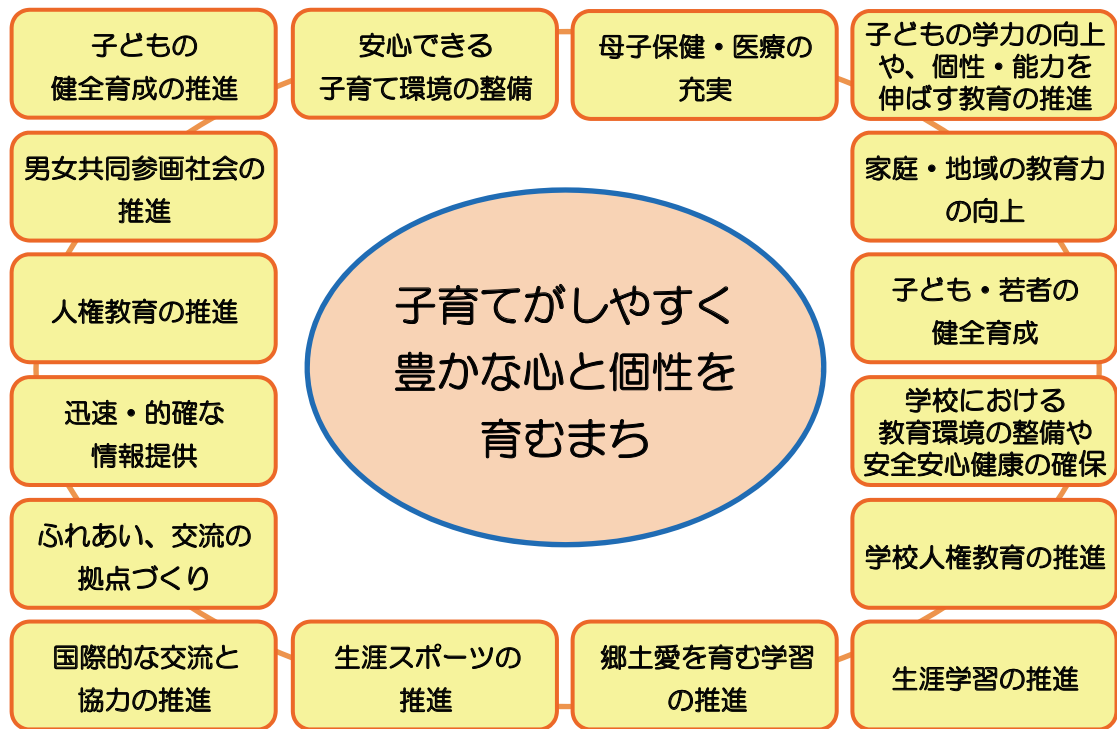 子どもの
健全育成の推進
安心できる
子育て環境の整備
母子保健・医療の
充実
子どもの学力の向上
や、個性・能力を
伸ばす教育の推進
男女共同参画社会の
推進
家庭・地域の教育力
の向上
人権教育の推進
子育てがしやすく
豊かな心と個性を
育むまち
子ども・若者の
健全育成
迅速・的確な
情報提供
学校における
教育環境の整備や
安全安心健康の確保
ふれあい、交流の
拠点づくり
学校人権教育の推進
国際的な交流と
協力の推進
生涯スポーツの
推進
郷土愛を育む学習
の推進
生涯学習の推進